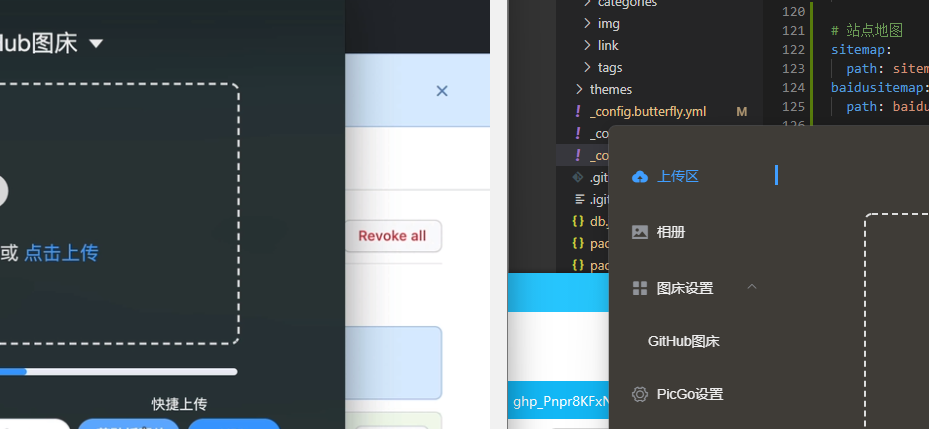 Hub图床
或 点击上传
快捷上传
Revoke all
categories
img
link
tags
themes
_config.butterfly.yml M
_co
_co
.git
.igit
db.
pac
pac
120
121 # 站点地图
122 sitemap:
123 path: sitem
124 baidusitemap:
125 path: baidu
上传区
相册
图床设置
GitHub图床
PicGo设置